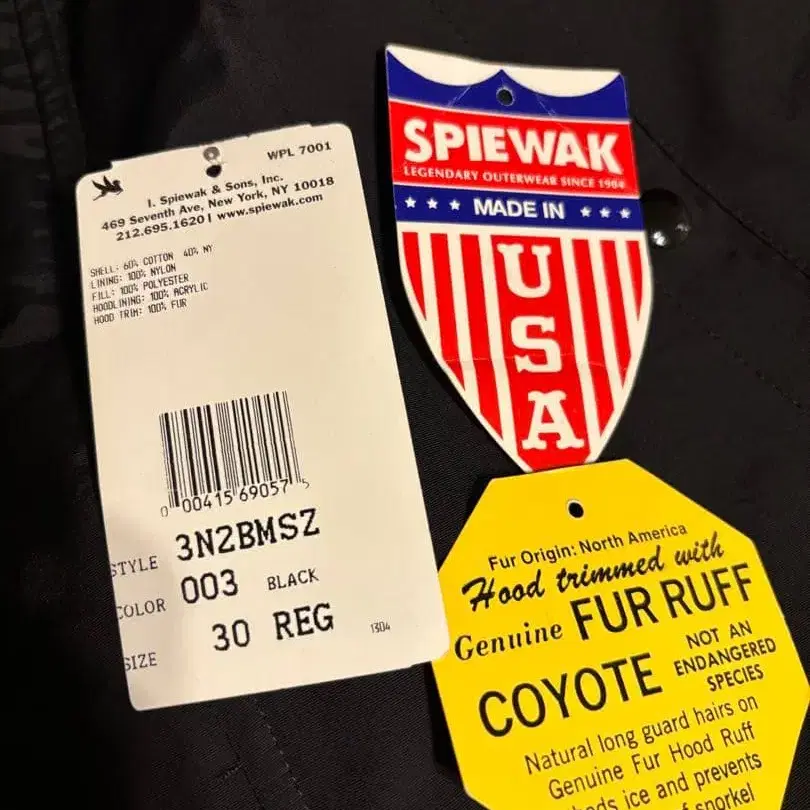 WPL 7001
I. Spiewak & Sons, Inc.
469 Seventh Ave, New York, NY 10018
212.695.1620 | www.spiewak.com
SHELL: 60% COTTON 40% NY
LINING: 100% NYLON
FILL: 100% POLYESTER
HOODLINING: 100% ACRYLIC
HOOD TRIM: 100% FUR
0 00415 69057 5
STYLE 3N2BMSZ
COLOR 003 BLACK
SIZE 30 REG 1304
SPIEWAK
LEGENDARY OUTERWEAR SINCE 1904
MADE IN
USA
Fur Origin: North America
Hood trimmed with
Genuine FUR RUFF
COYOTE NOT AN
ENDANGERED
SPECIES
Natural long guard hairs on
Genuine Fur Hood Ruff
ice and prevents
snorkel